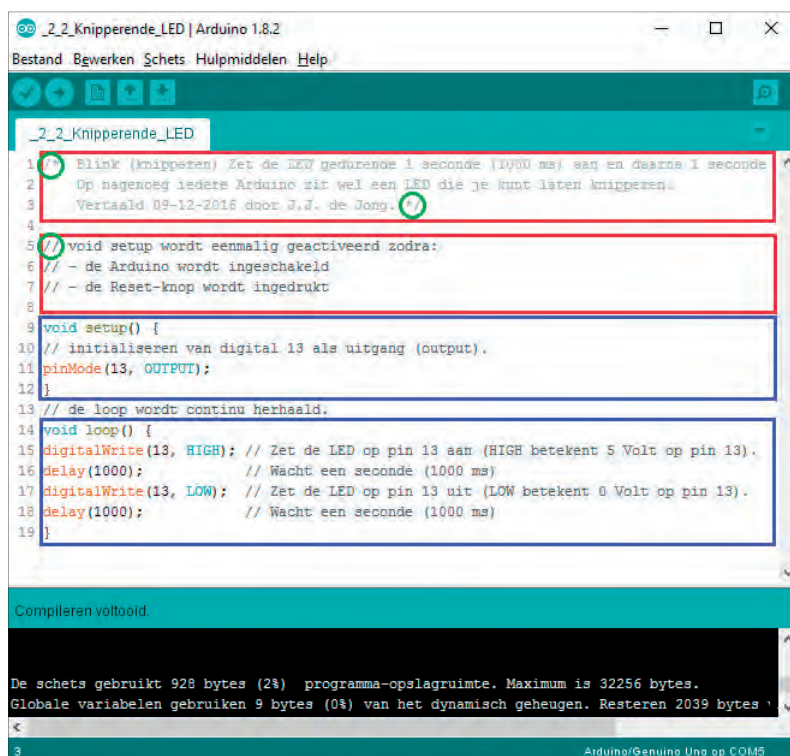 _2_2_Knipperende_LED | Arduino 1.8.2
Bestand Bewerken Schets Hulpmiddelen Help
_2_2_Knipperende_LED
1 /* Blink (knipperen) Zet de LED gedurende 1 seconde (1000 ms) aan en daarna 1 seconde
2 Op nagenoeg iedere Arduino zit wel een LED die je kunt laten knipperen.
3 Vertaald 09-12-2016 door J.J. de Jong. */
4
5 // void setup wordt eenmalig geactiveerd zodra:
6 // - de Arduino wordt ingeschakeld
7 // - de Reset-knop wordt ingedrukt
8
9 void setup() {
10 // initialiseren van digital 13 als uitgang (output).
11 pinMode(13, OUTPUT);
12 }
13 // de loop wordt continu herhaald.
14 void loop() {
15 digitalWrite(13, HIGH); // Zet de LED op pin 13 aan (HIGH betekent 5 Volt op pin 13).
16 delay(1000); // Wacht een seconde (1000 ms)
17 digitalWrite(13, LOW); // Zet de LED op pin 13 uit (LOW betekent 0 Volt op pin 13).
18 delay(1000); // Wacht een seconde (1000 ms)
19 }
Compileren voltooid.
De schets gebruikt 928 bytes (2%) programma-opslagruimte. Maximum is 32256 bytes.
Globale variabelen gebruiken 9 bytes (0%) van het dynamisch geheugen. Resteren 2039 bytes
3 Arduino/Genuino Uno op COM5